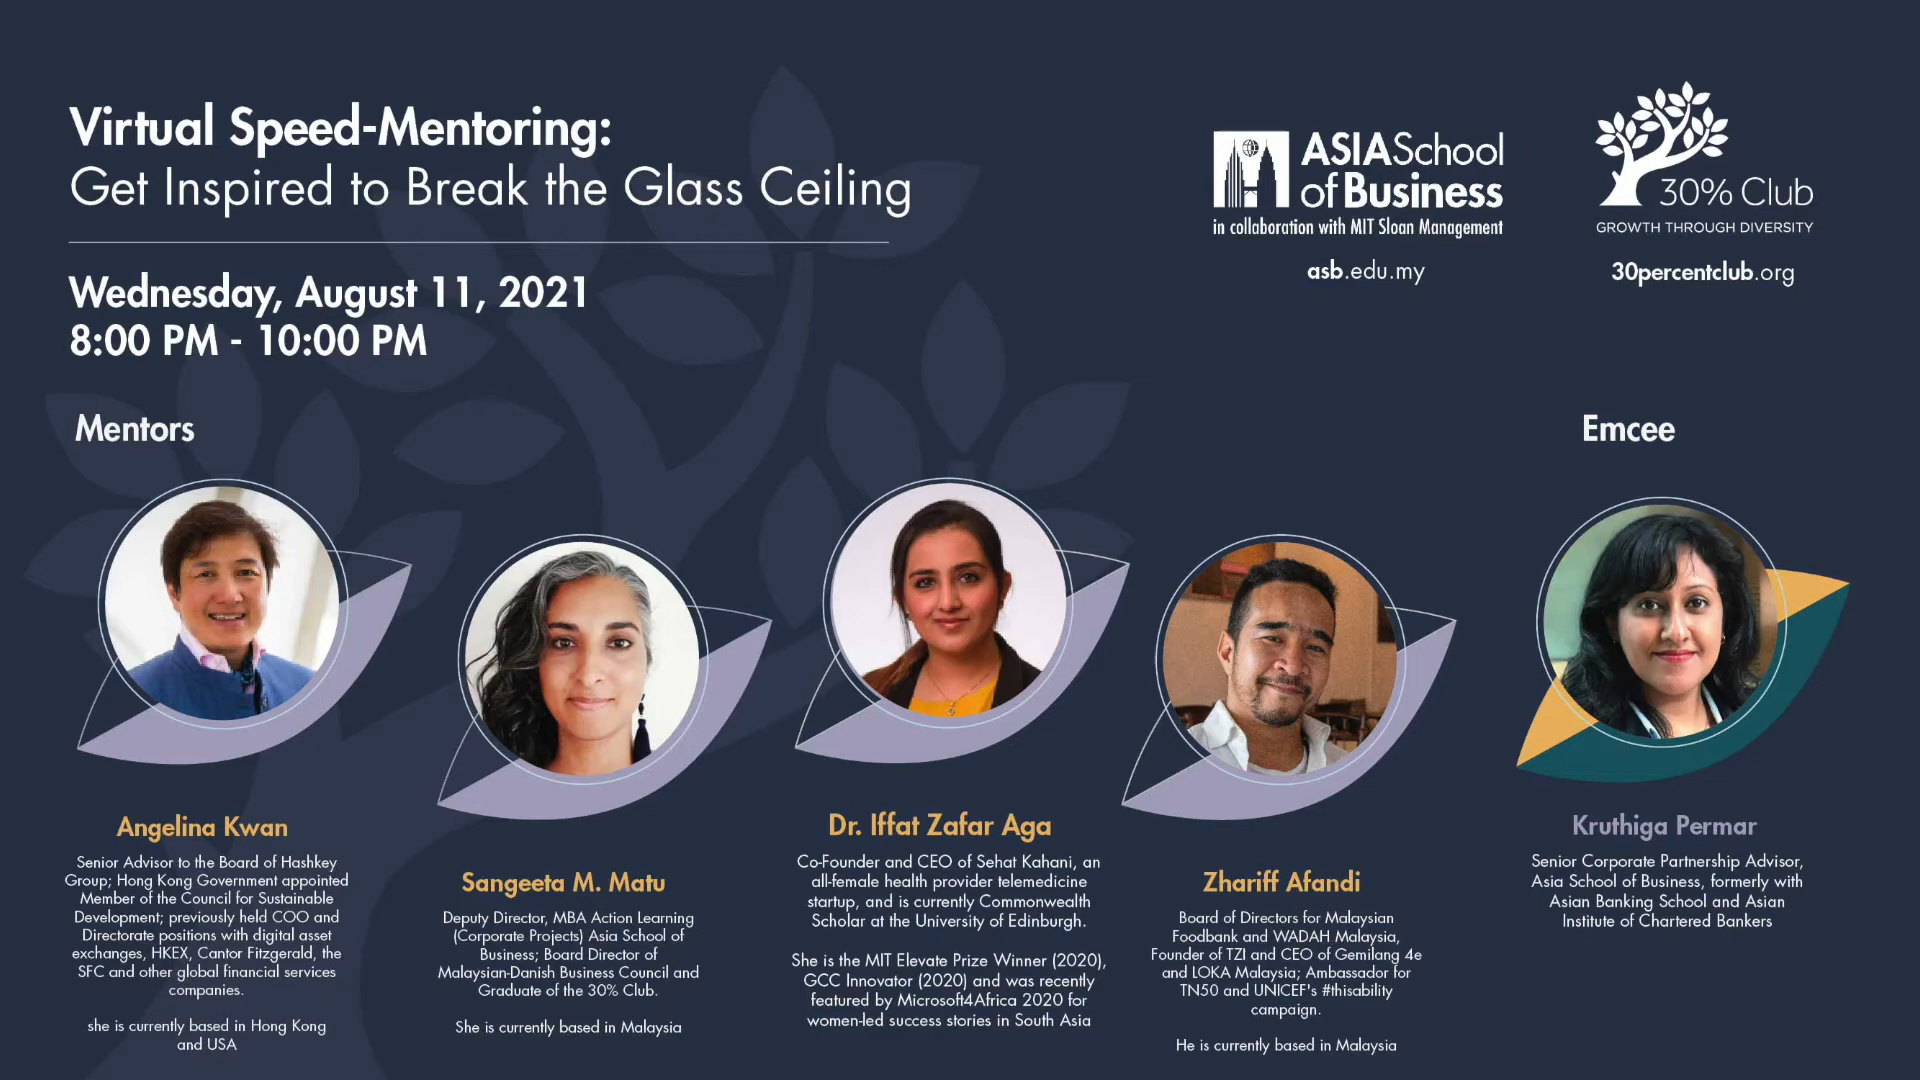 Virtual Speed-Mentoring:
Get Inspired to Break the Glass Ceiling
Wednesday, August 11, 2021
8:00 PM - 10:00 PM
ASIASchool
of Business
in collaboration with MIT Sloan Management
asb.edu.my
30% Club
GROWTH THROUGH DIVERSITY
30percentclub.org
Mentors
Emcee
Angelina Kwan
Senior Advisor to the Board of Hashkey
Group; Hong Kong Government appointed
Member of the Council for Sustainable
Development; previously held COO and
Directorate positions with digital asset
exchanges, HKEX, Cantor Fitzgerald, the
SFC and other global financial services
companies.
she is currently based in Hong Kong
and USA
Sangeeta M. Matu
Deputy Director, MBA Action Learning
(Corporate Projects) Asia School of
Business; Board Director of
Malaysian-Danish Business Council and
Graduate of the 30% Club.
She is currently based in Malaysia
Dr. Iffat Zafar Aga
Co-Founder and CEO of Sehat Kahani, an
all-female health provider telemedicine
startup, and is currently Commonwealth
Scholar at the University of Edinburgh.
She is the MIT Elevate Prize Winner (2020),
GCC Innovator (2020) and was recently
featured by Microsoft4Africa 2020 for
women-led success stories in South Asia
Zhariff Afandi
Board of Directors for Malaysian
Foodbank and WADAH Malaysia,
Founder of TZI and CEO of Gemilang 4e
and LOKA Malaysia; Ambassador for
TN50 and UNICEF's #thisability
campaign.
He is currently based in Malaysia
Kruthiga Permar
Senior Corporate Partnership Advisor,
Asia School of Business, formerly with
Asian Banking School and Asian
Institute of Chartered Bankers